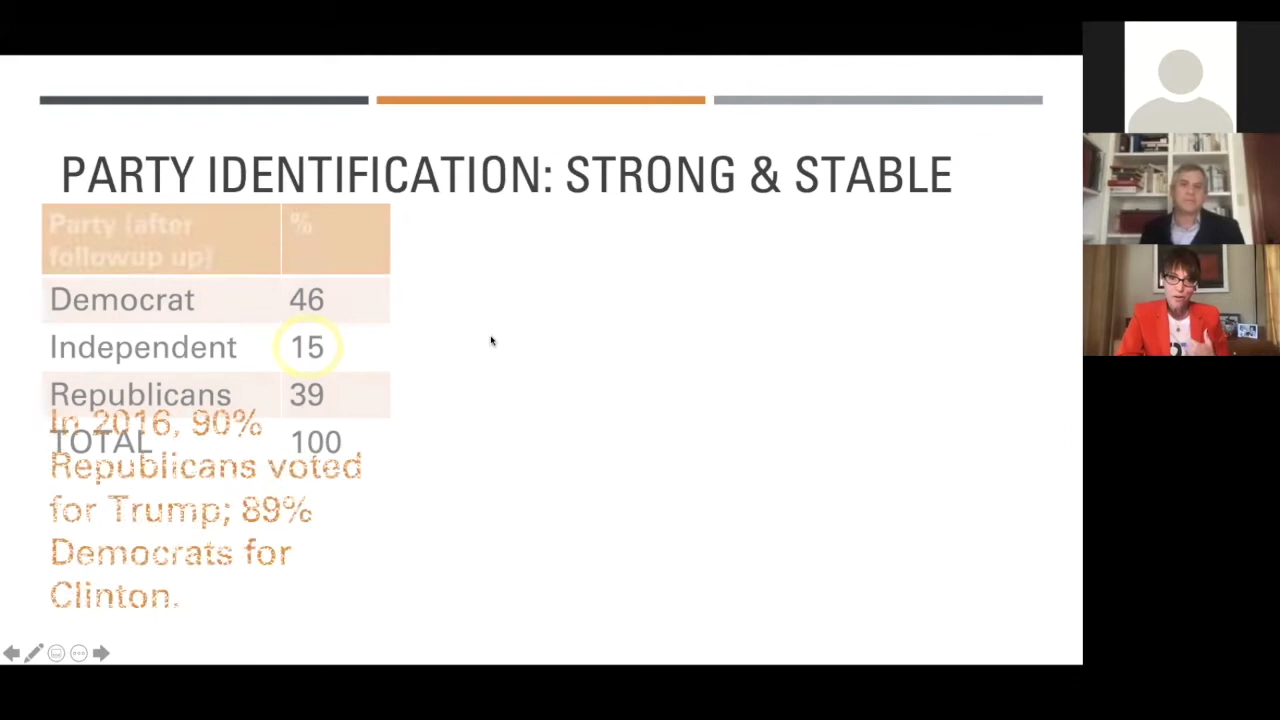 PARTY IDENTIFICATION: STRONG & STABLE
Party (after %
followup up)
Democrat 46
Independent 15
Republicans 39
TOTAL 100
In 2016, 90%
Republicans voted
for Trump; 89%
Democrats for
Clinton.